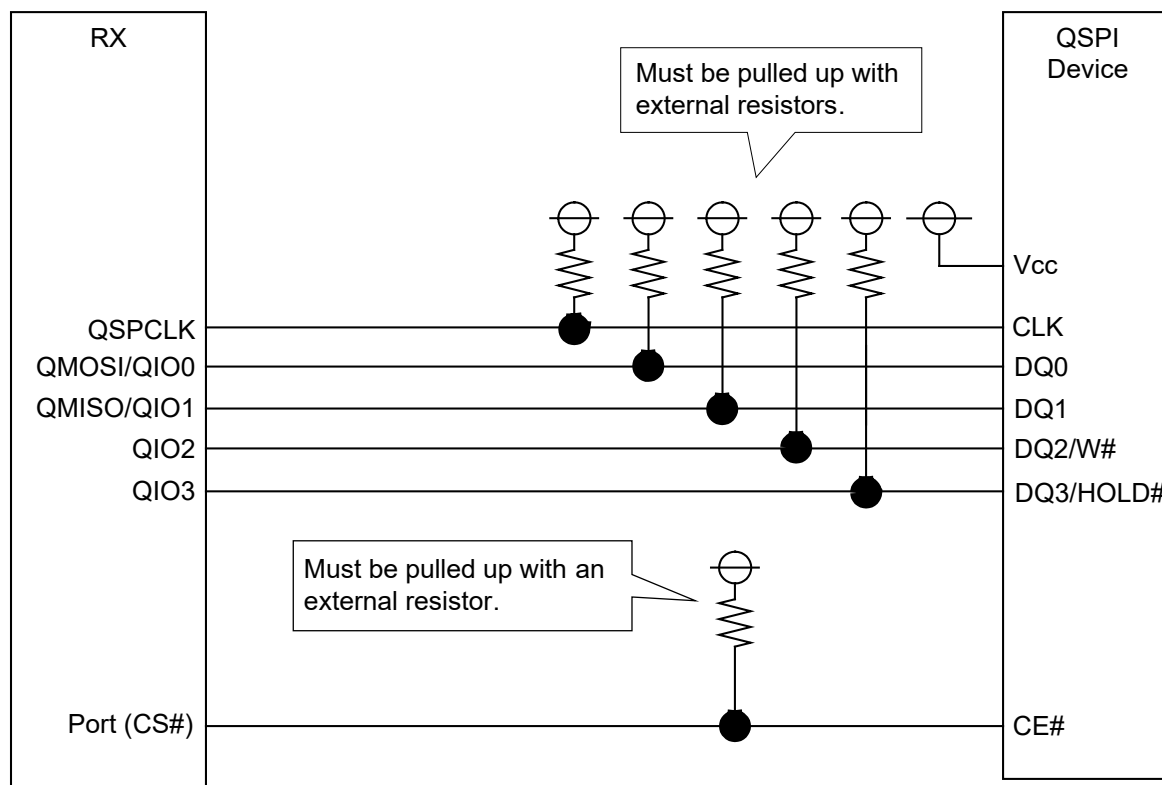 RX
QSPI
Device
Must be pulled up with
external resistors.
Vcc
QSPCLK
CLK
QMOSI/QIO0
DQ0
QMISO/QIO1
DQ1
QIO2
DQ2/W#
QIO3
DQ3/HOLD#
Must be pulled up with an
external resistor.
Port (CS#)
CE#